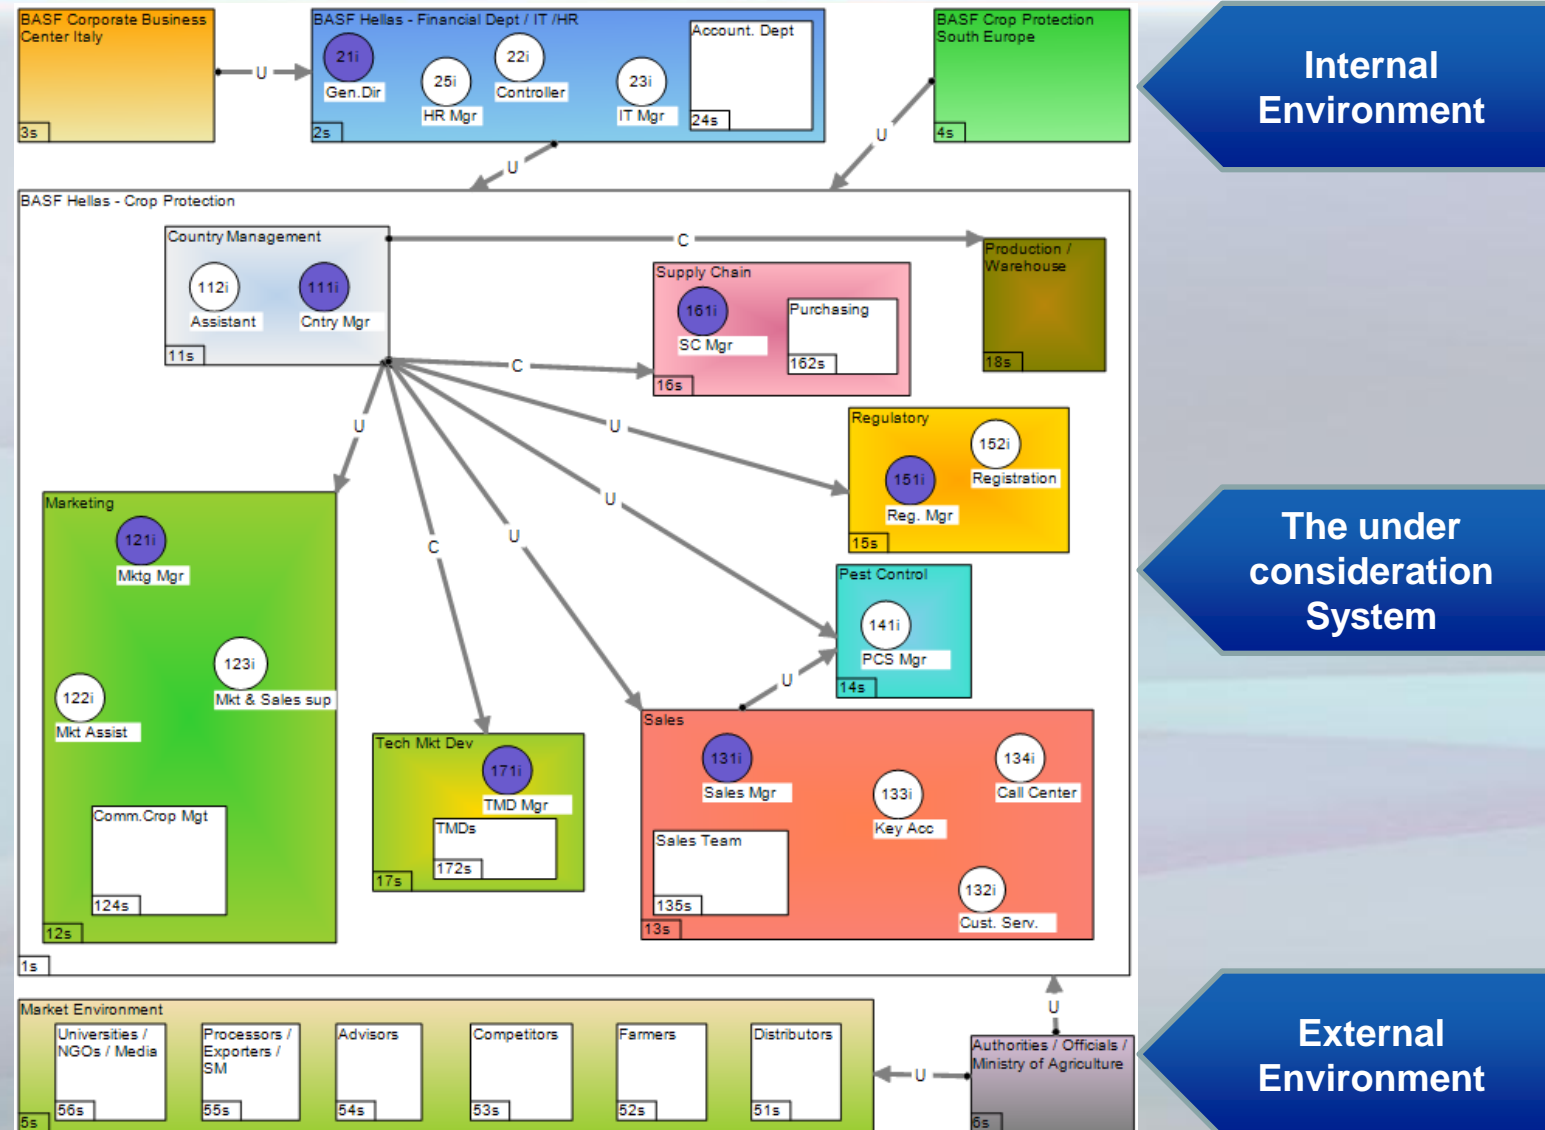 BASF Corporate Business
Center Italy
3s
U
BASF Hellas - Financial Dept / IT /HR
21i
Gen.Dir
25i
HR Mgr
22i
Controller
23i
IT Mgr
Account. Dept
24s
2s
BASF Crop Protection
South Europe
4s
U
U
Internal
Environment
BASF Hellas - Crop Protection
Country Management
112i
Assistant
111i
Cntry Mgr
11s
C
Production /
Warehouse
18s
Supply Chain
161i
SC Mgr
Purchasing
162s
16s
C
U
U
U
C
U
Regulatory
151i
Reg. Mgr
152i
Registration
15s
Marketing
121i
Mktg Mgr
123i
Mkt & Sales sup
122i
Mkt Assist
Comm.Crop Mgt
124s
12s
Pest Control
141i
PCS Mgr
14s
U
Tech Mkt Dev
171i
TMD Mgr
TMDs
172s
17s
Sales
131i
Sales Mgr
133i
Key Acc
134i
Call Center
132i
Cust. Serv.
Sales Team
135s
13s
1s
The under
consideration
System
Market Environment
Universities /
NGOs / Media
56s
Processors /
Exporters /
SM
55s
Advisors
54s
Competitors
53s
Farmers
52s
Distributors
51s
5s
U
U
Authorities / Officials /
Ministry of Agriculture
6s
External
Environment